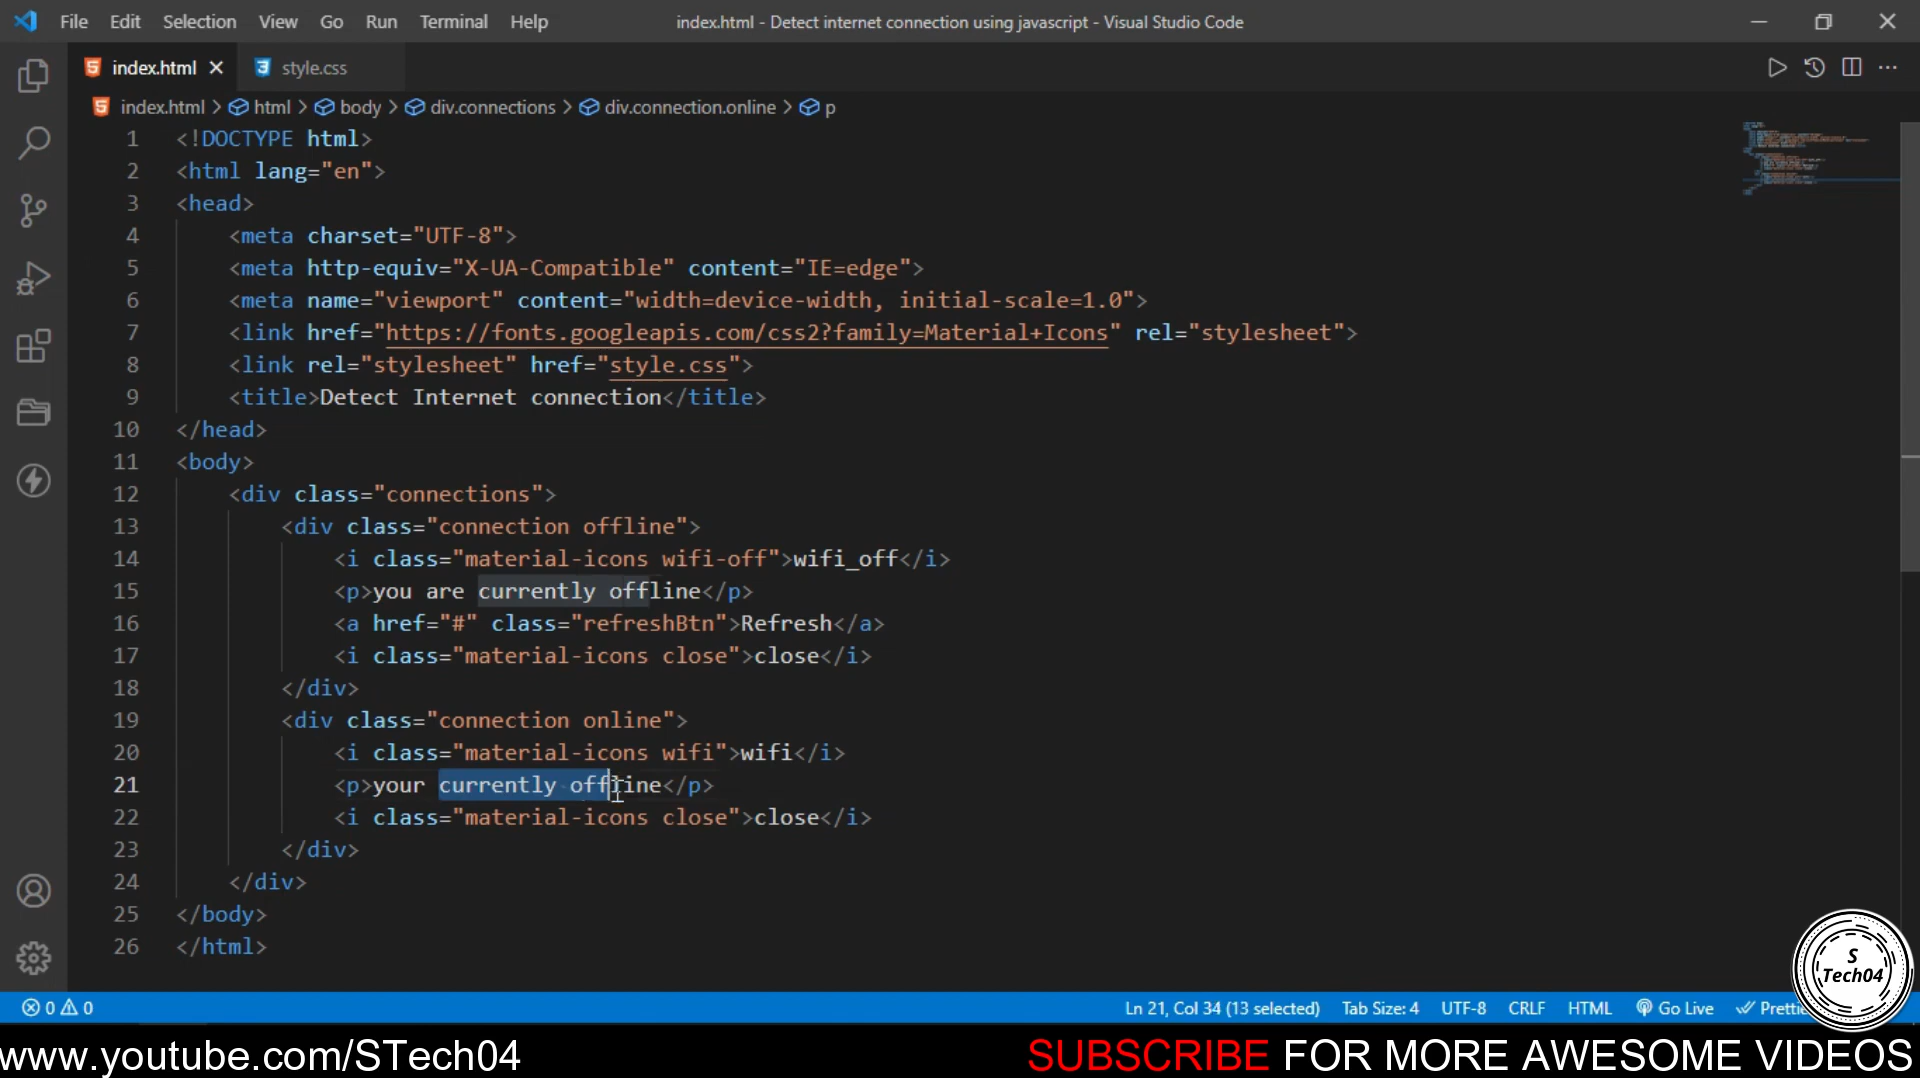 File Edit Selection View Go Run Terminal Help index.html - Detect internet connection using javascript - Visual Studio Code
index.html style.css
index.html > html > body > div.connections > div.connection.online > p
1 <!DOCTYPE html>
2 <html lang="en">
3 <head>
4 <meta charset="UTF-8">
5 <meta http-equiv="X-UA-Compatible" content="IE=edge">
6 <meta name="viewport" content="width=device-width, initial-scale=1.0">
7 <link href="https://fonts.googleapis.com/css2?family=Material+Icons" rel="stylesheet">
8 <link rel="stylesheet" href="style.css">
9 <title>Detect Internet connection</title>
10 </head>
11 <body>
12 <div class="connections">
13 <div class="connection offline">
14 <i class="material-icons wifi-off">wifi_off</i>
15 <p>you are currently offline</p>
16 <a href="#" class="refreshBtn">Refresh</a>
17 <i class="material-icons close">close</i>
18 </div>
19 <div class="connection online">
20 <i class="material-icons wifi">wifi</i>
21 <p>your currently offline</p>
22 <i class="material-icons close">close</i>
23 </div>
24 </div>
25 </body>
26 </html>
S
Tech04
0 0 Ln 21, Col 34 (13 selected) Tab Size: 4 UTF-8 CRLF HTML Go Live Prettie
www.youtube.com/STech04 SUBSCRIBE FOR MORE AWESOME VIDEOS